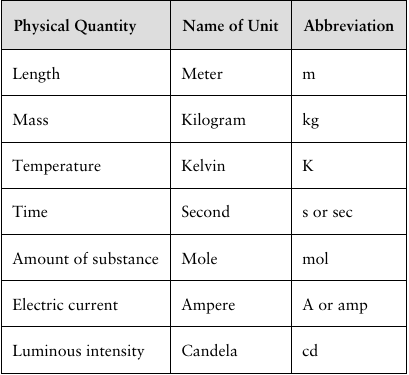 Physical Quantity Name of Unit Abbreviation
Length Meter m
Mass Kilogram kg
Temperature Kelvin K
Time Second s or sec
Amount of substance Mole mol
Electric current Ampere A or amp
Luminous intensity Candela cd